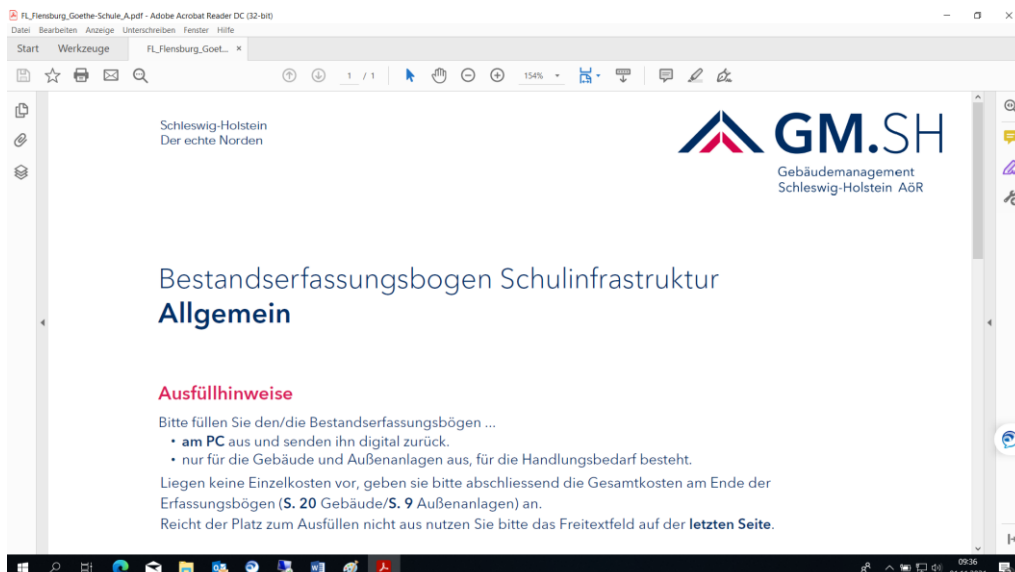 FL_Flensburg_Goethe-Schule_A.pdf - Adobe Acrobat Reader DC (32-bit)
Datei Bearbeiten Anzeige Unterschreiben Fenster Hilfe
Start Werkzeuge FL_Flensburg_Goet... ×
1 / 1 154%
Schleswig-Holstein
Der echte Norden
GM.SH
Gebäudemanagement
Schleswig-Holstein AöR
Bestandserfassungsbogen Schulinfrastruktur
Allgemein
Ausfüllhinweise
Bitte füllen Sie den/die Bestandserfassungsbögen ...
• am PC aus und senden ihn digital zurück.
• nur für die Gebäude und Außenanlagen aus, für die Handlungsbedarf besteht.
Liegen keine Einzelkosten vor, geben sie bitte abschliessend die Gesamtkosten am Ende der
Erfassungsbögen (S. 20 Gebäude/S. 9 Außenanlagen) an.
Reicht der Platz zum Ausfüllen nicht aus nutzen Sie bitte das Freitextfeld auf der letzten Seite.
09:36